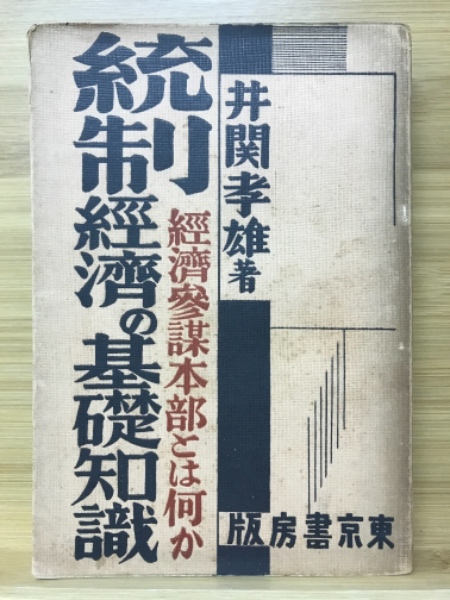 井関孝雄著
統制經濟の基礎知識
經濟參謀本部とは何か
東京書房版